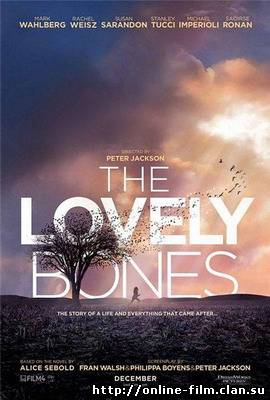 MARK WAHLBERG RACHEL WEISZ SUSAN SARANDON STANLEY TUCCI MICHAEL IMPERIOLI SAOIRSE RONAN
DIRECTED BY
PETER JACKSON
THE
LOVELY
BONES
THE STORY OF A LIFE AND EVERYTHING THAT CAME AFTER...
BASED ON THE NOVEL BY
ALICE SEBOLD
SCREENPLAY BY
FRAN WALSH & PHILIPPA BOYENS & PETER JACKSON
FILM4
DECEMBER
DREAMWORKS
PICTURES
http://online-film.clan.su